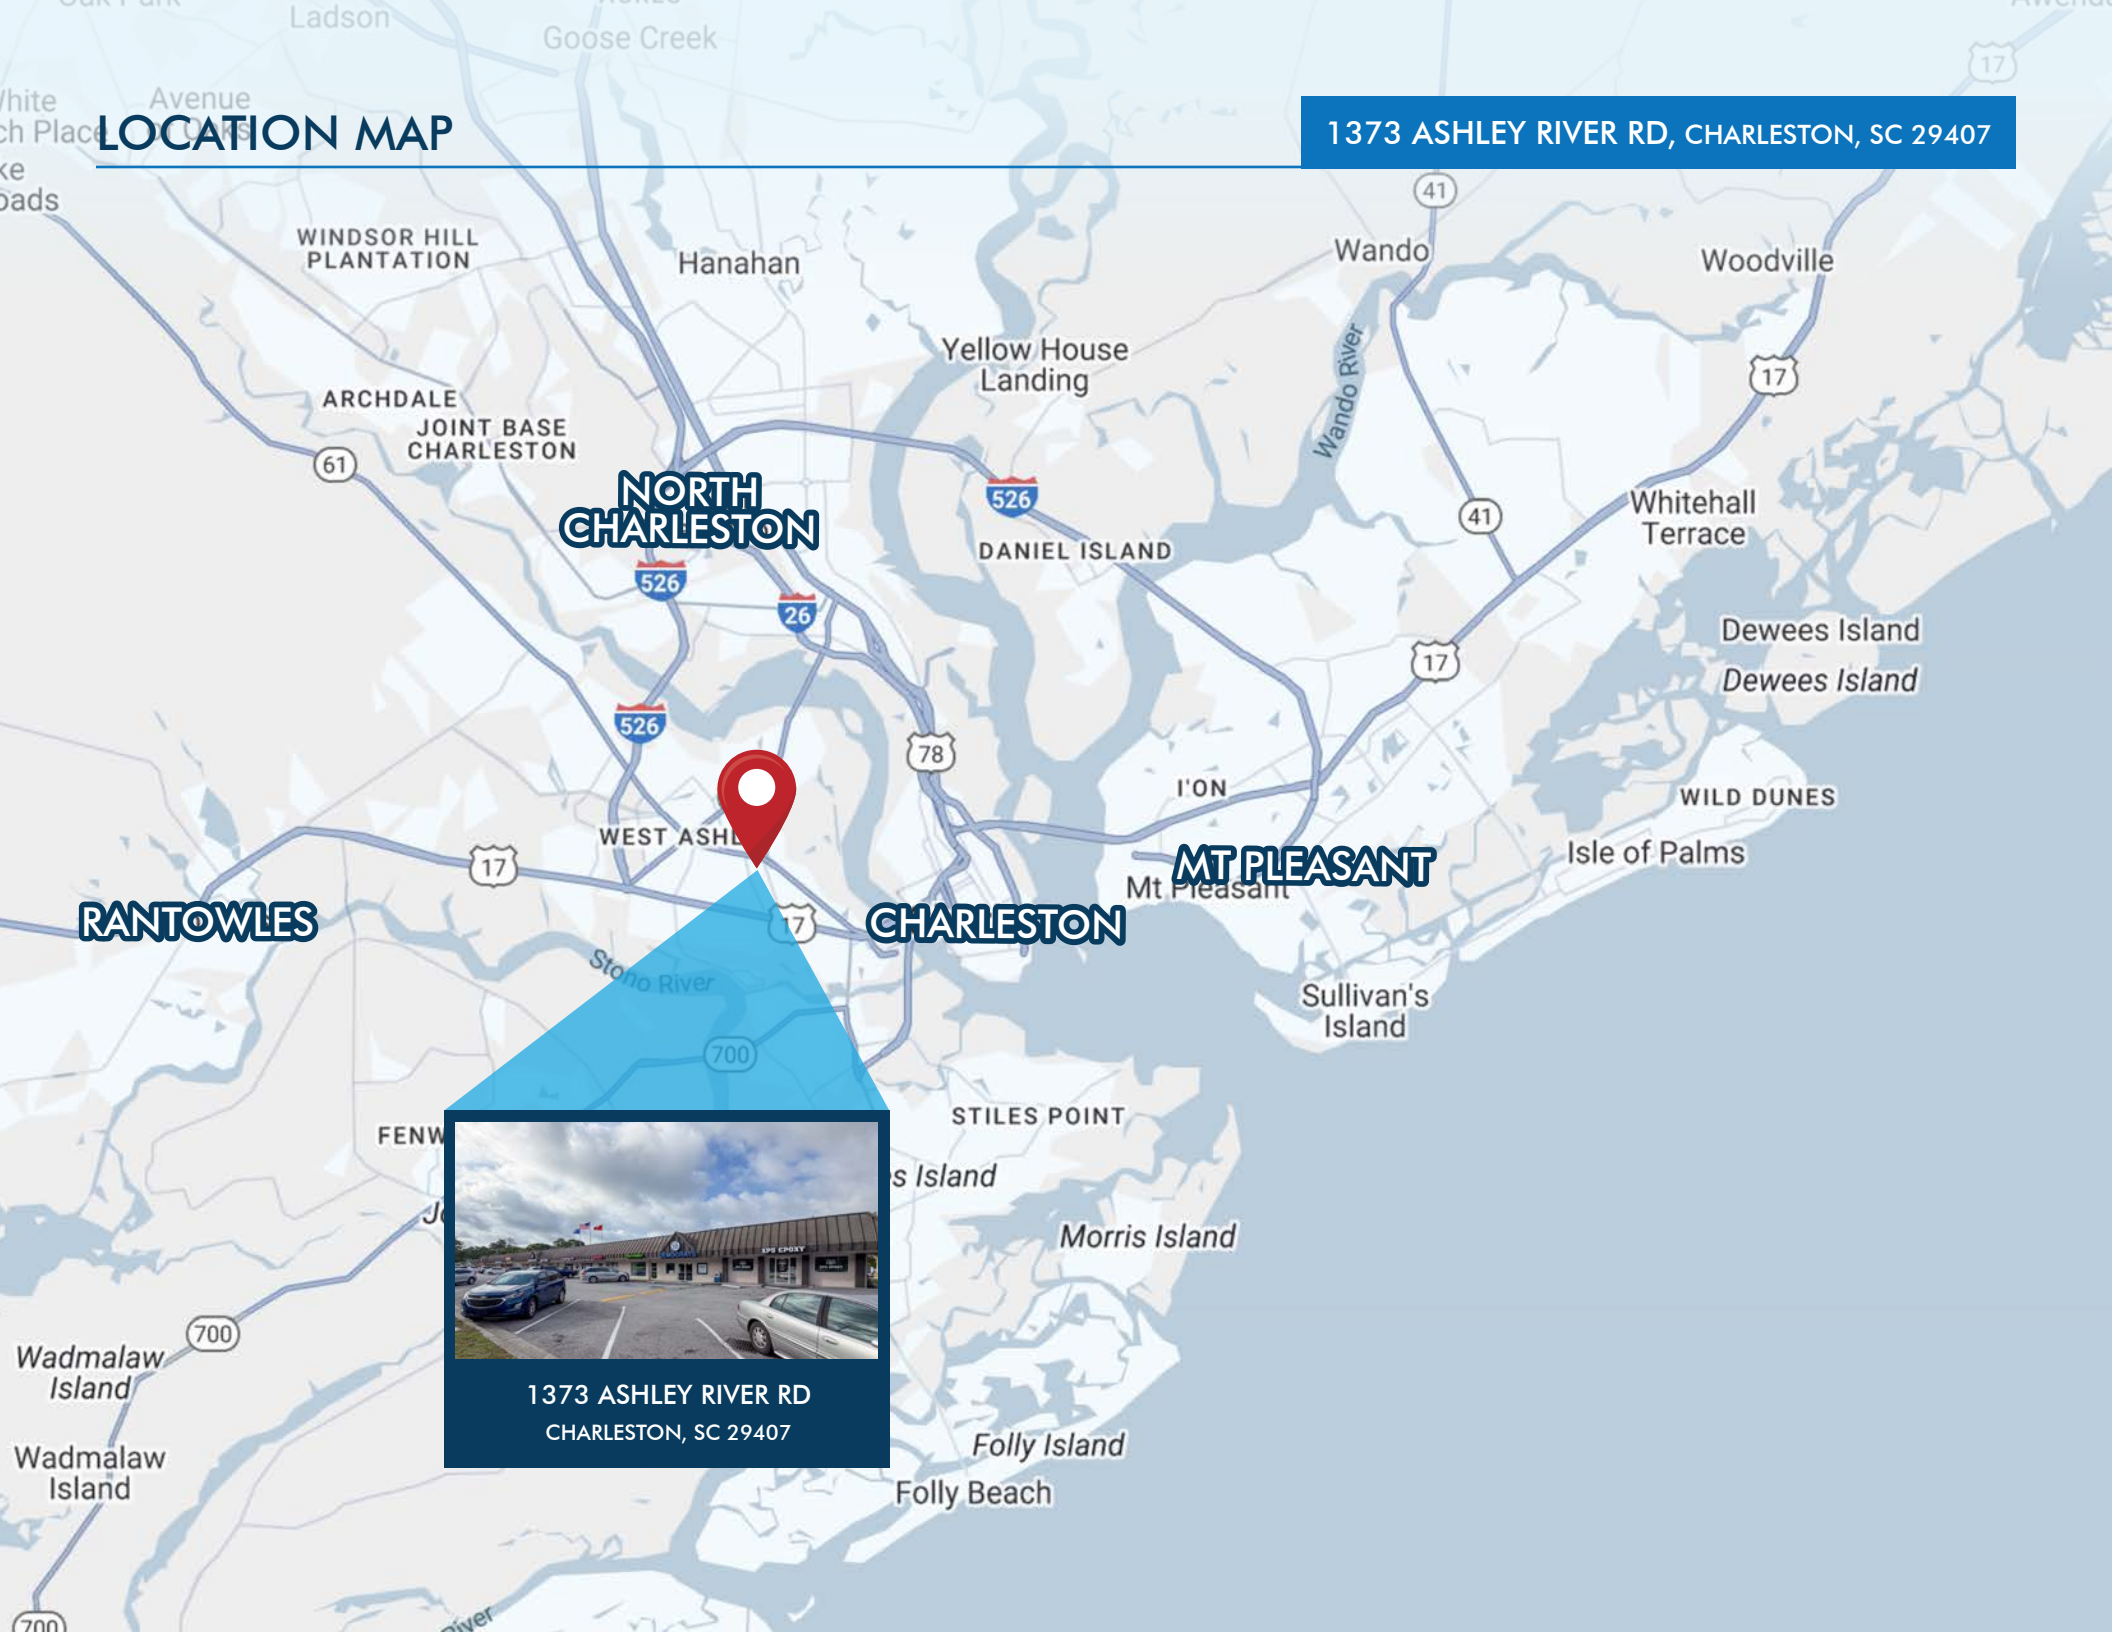 Ladson
Goose Creek
17
Avenue
LOCATION MAP
1373 ASHLEY RIVER RD, CHARLESTON, SC 29407
41
WINDSOR HILL
PLANTATION
Hanahan
Wando
Woodville
Yellow House
Landing
Wando River
17
ARCHDALE
JOINT BASE
CHARLESTON
61
NORTH
CHARLESTON
526
41
Whitehall
Terrace
DANIEL ISLAND
526
26
Dewees Island
Dewees Island
17
526
78
I'ON
WILD DUNES
WEST ASHL
17
MT PLEASANT
Mt Pleasant
Isle of Palms
RANTOWLES
17
CHARLESTON
Stono River
Sullivan's
Island
700
STILES POINT
FENW
s Island
Morris Island
XPS EPOXY
700
Wadmalaw
Island
1373 ASHLEY RIVER RD
CHARLESTON, SC 29407
Folly Island
Wadmalaw
Island
Folly Beach
River
700